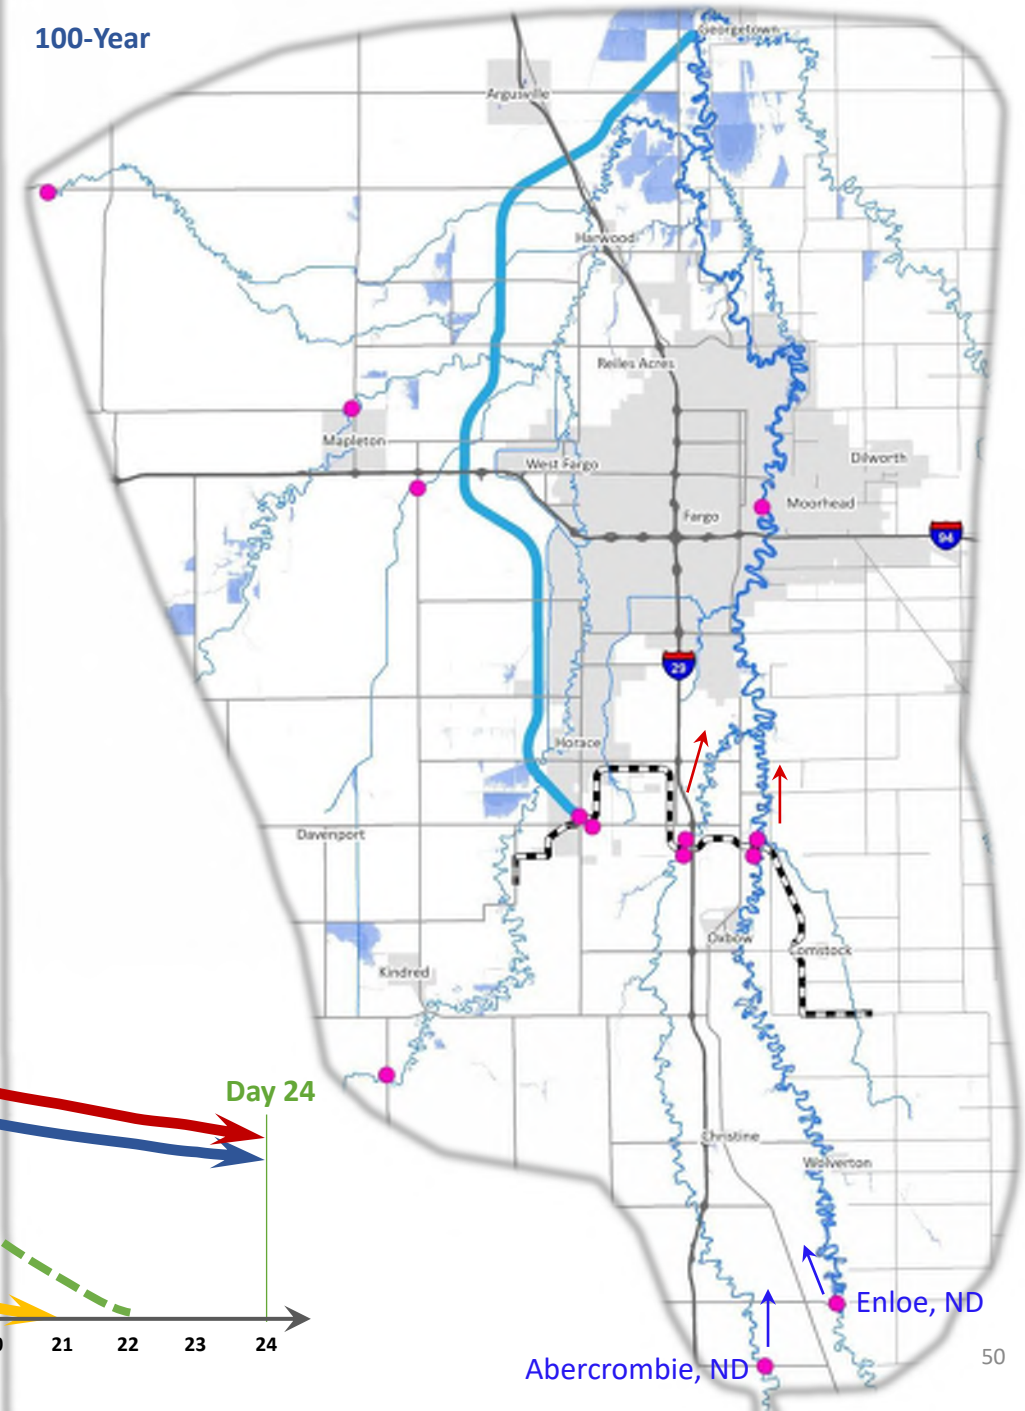 100-Year
Georgetown
Argusville
Harwood
Reiles Acres
Mapleton
West Fargo
Dilworth
Moorhead
Fargo
94
29
Horace
Davenport
Oxbow
Comstock
Kindred
Day 24
Christine
Wolverton
Enloe, ND
21 22 23 24
50
Abercrombie, ND